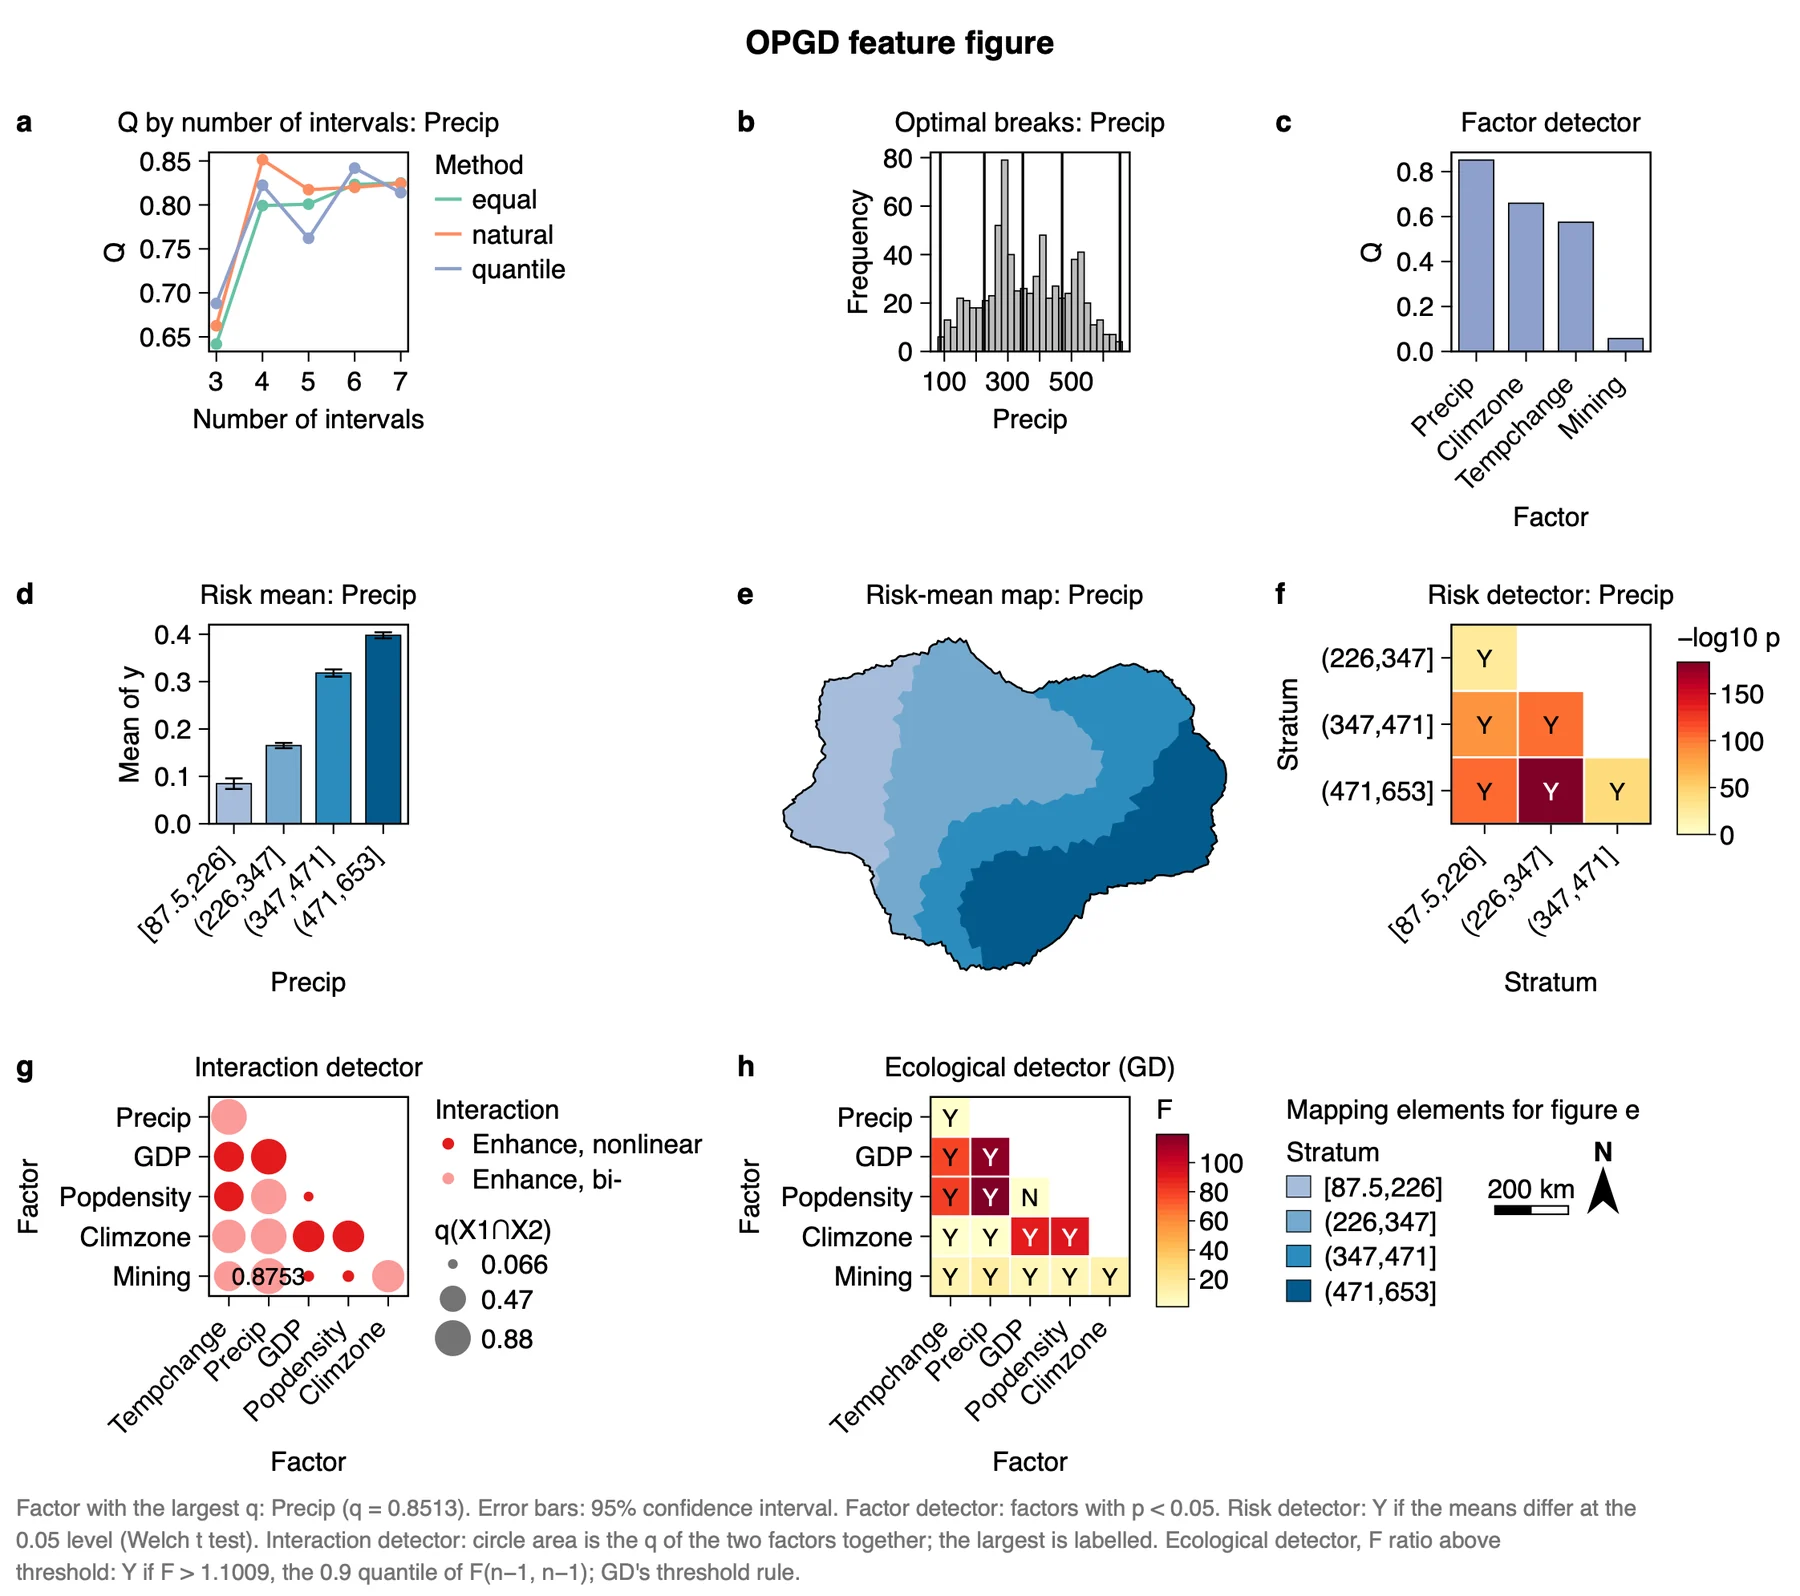 OPGD feature figure
a
Q by number of intervals: Precip
0.85
0.80
0.75
0.70
0.65
Q
3 4 5 6 7
Number of intervals
Method
equal
natural
quantile
b
Optimal breaks: Precip
80
60
40
20
0
Frequency
100 300 500
Precip
c
Factor detector
0.8
0.6
0.4
0.2
0.0
Q
Precip
Climzone
Tempchange
Mining
Factor
d
Risk mean: Precip
0.4
0.3
0.2
0.1
0.0
Mean of y
[87.5,226]
(226,347]
(347,471]
(471,653]
Precip
e
Risk-mean map: Precip
f
Risk detector: Precip
(226,347] Y
(347,471] Y Y
(471,653] Y Y Y
Stratum
[87.5,226]
(226,347]
(347,471]
Stratum
−log10 p
150
100
50
0
g
Interaction detector
Precip
GDP
Popdensity
Climzone
Mining
0.8753
Factor
Tempchange
Precip
GDP
Popdensity
Climzone
Factor
Interaction
Enhance, nonlinear
Enhance, bi-
q(X1∩X2)
0.066
0.47
0.88
h
Ecological detector (GD)
Precip Y
GDP Y Y
Popdensity Y Y N
Climzone Y Y Y Y
Mining Y Y Y Y Y
Factor
Tempchange
Precip
GDP
Popdensity
Climzone
Factor
F
100
80
60
40
20
Mapping elements for figure e
Stratum
[87.5,226]
(226,347]
(347,471]
(471,653]
200 km
N
Factor with the largest q: Precip (q = 0.8513). Error bars: 95% confidence interval. Factor detector: factors with p < 0.05. Risk detector: Y if the means differ at the
0.05 level (Welch t test). Interaction detector: circle area is the q of the two factors together; the largest is labelled. Ecological detector, F ratio above
threshold: Y if F > 1.1009, the 0.9 quantile of F(n−1, n−1); GD's threshold rule.